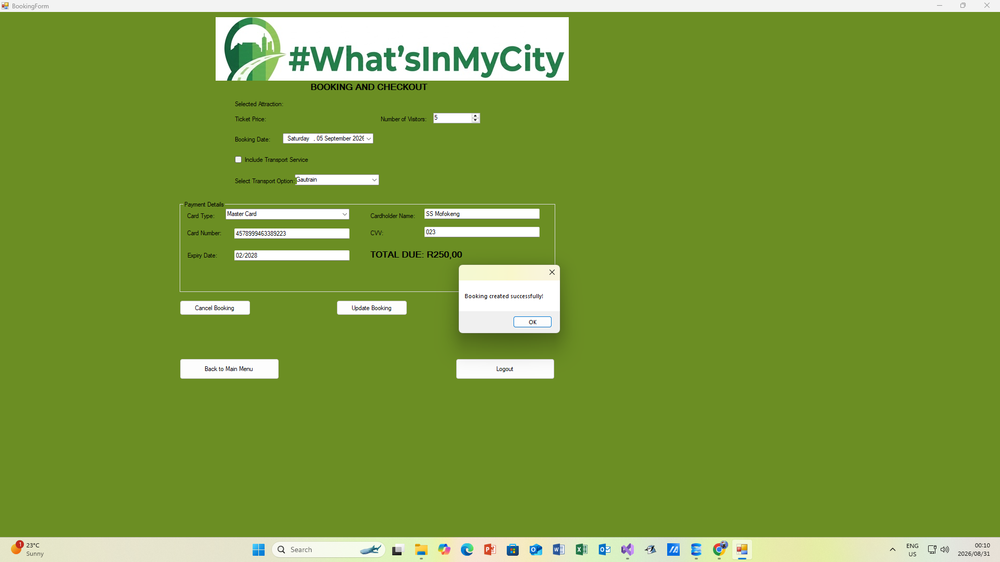 BookingForm
#What'sInMyCity
BOOKING AND CHECKOUT
Selected Attraction:
Ticket Price:
Number of Visitors: 5
Booking Date: Saturday , 05 September 2026
Include Transport Service
Select Transport Option: Gautrain
Payment Details
Card Type: Master Card
Cardholder Name: SS Mofokeng
Card Number: 4578999463389223
CVV: 023
Expiry Date: 02/2028
TOTAL DUE: R250,00
Booking created successfully!
OK
Cancel Booking
Update Booking
Back to Main Menu
Logout
1
23°C
Sunny
Search
ENG
US
00:10
2026/08/31